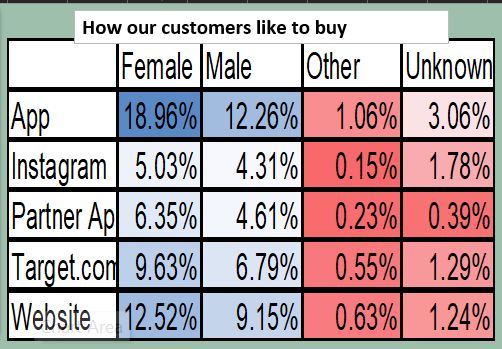 How our customers like to buy
Female Male Other Unknown
App 18.96% 12.26% 1.06% 3.06%
Instagram 5.03% 4.31% 0.15% 1.78%
Partner Ap 6.35% 4.61% 0.23% 0.39%
Target.com 9.63% 6.79% 0.55% 1.29%
Website 12.52% 9.15% 0.63% 1.24%
Area